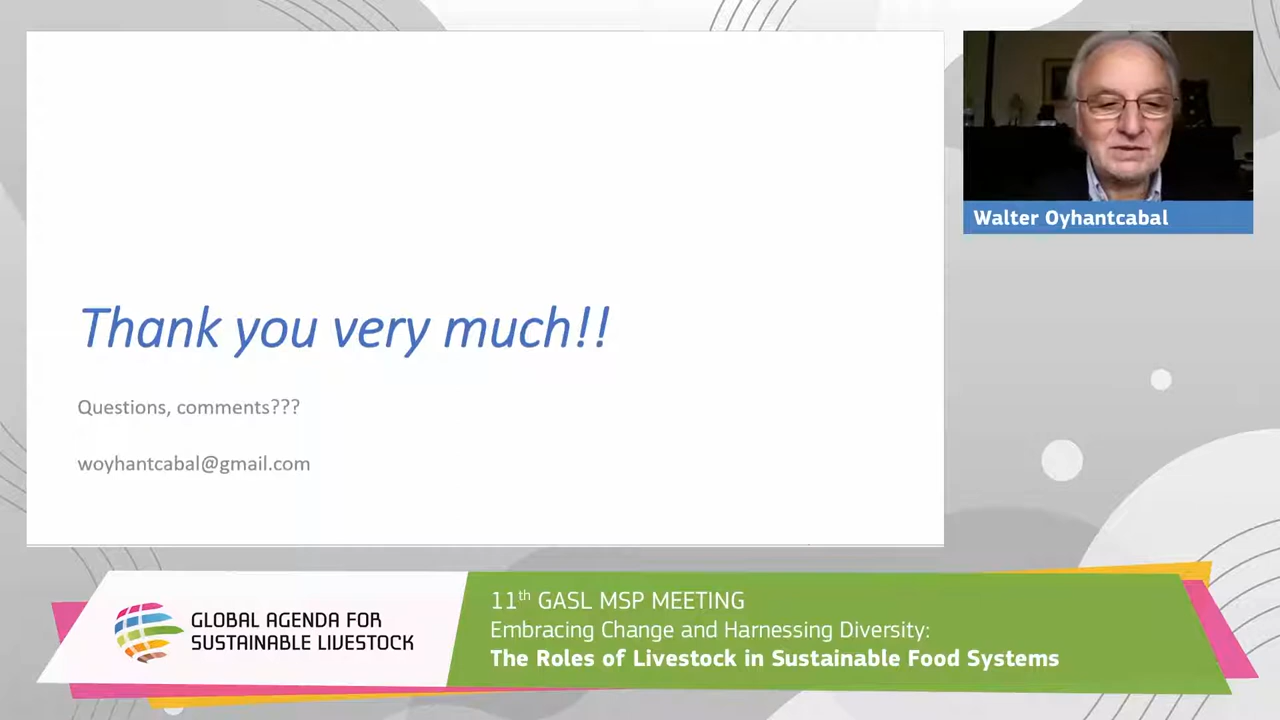 Thank you very much!!
Questions, comments???
woyhantcabal@gmail.com
Walter Oyhantcabal
GLOBAL AGENDA FOR
SUSTAINABLE LIVESTOCK
11th GASL MSP MEETING
Embracing Change and Harnessing Diversity:
The Roles of Livestock in Sustainable Food Systems